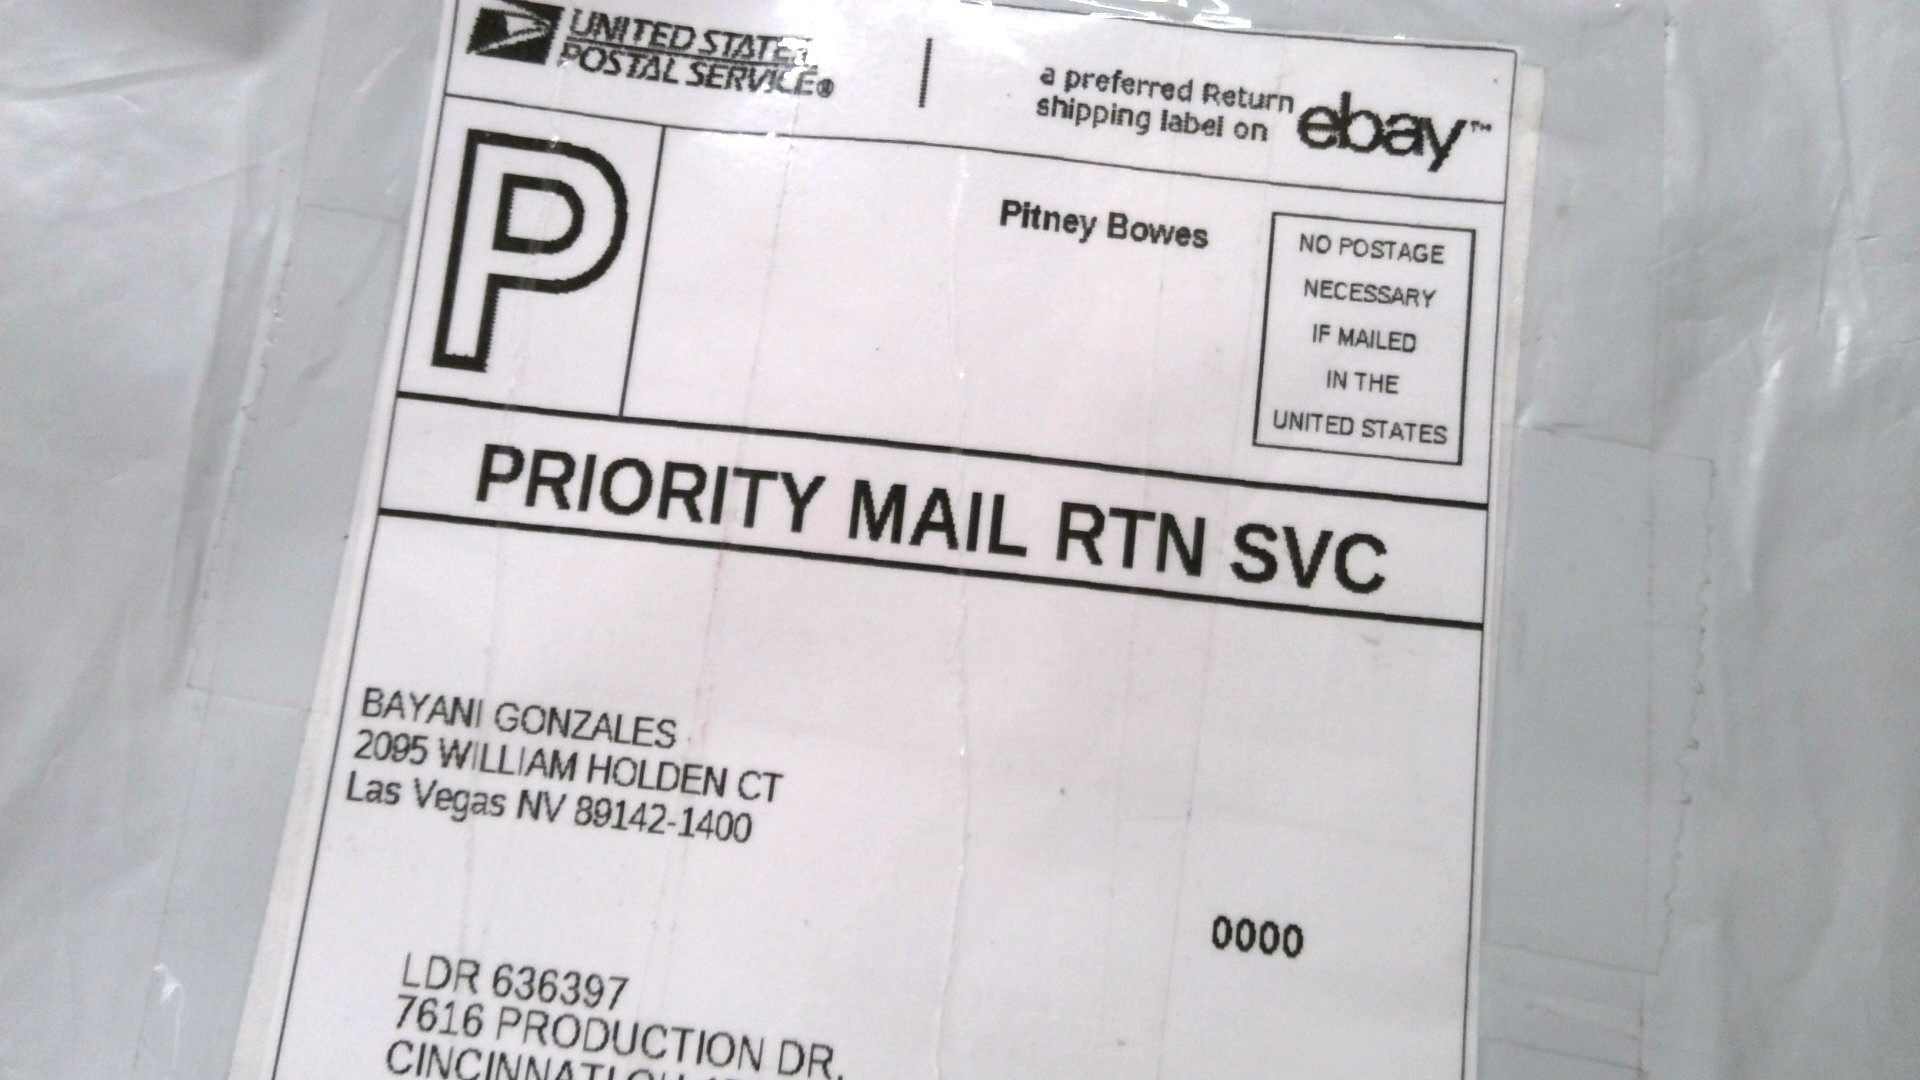 UNITED STATES
POSTAL SERVICE®
a preferred Return
shipping label on
ebay™
P
Pitney Bowes
NO POSTAGE
NECESSARY
IF MAILED
IN THE
UNITED STATES
PRIORITY MAIL RTN SVC
BAYANI GONZALES
2095 WILLIAM HOLDEN CT
Las Vegas NV 89142-1400
0000
LDR 636397
7616 PRODUCTION DR.
CINCINNATI OH